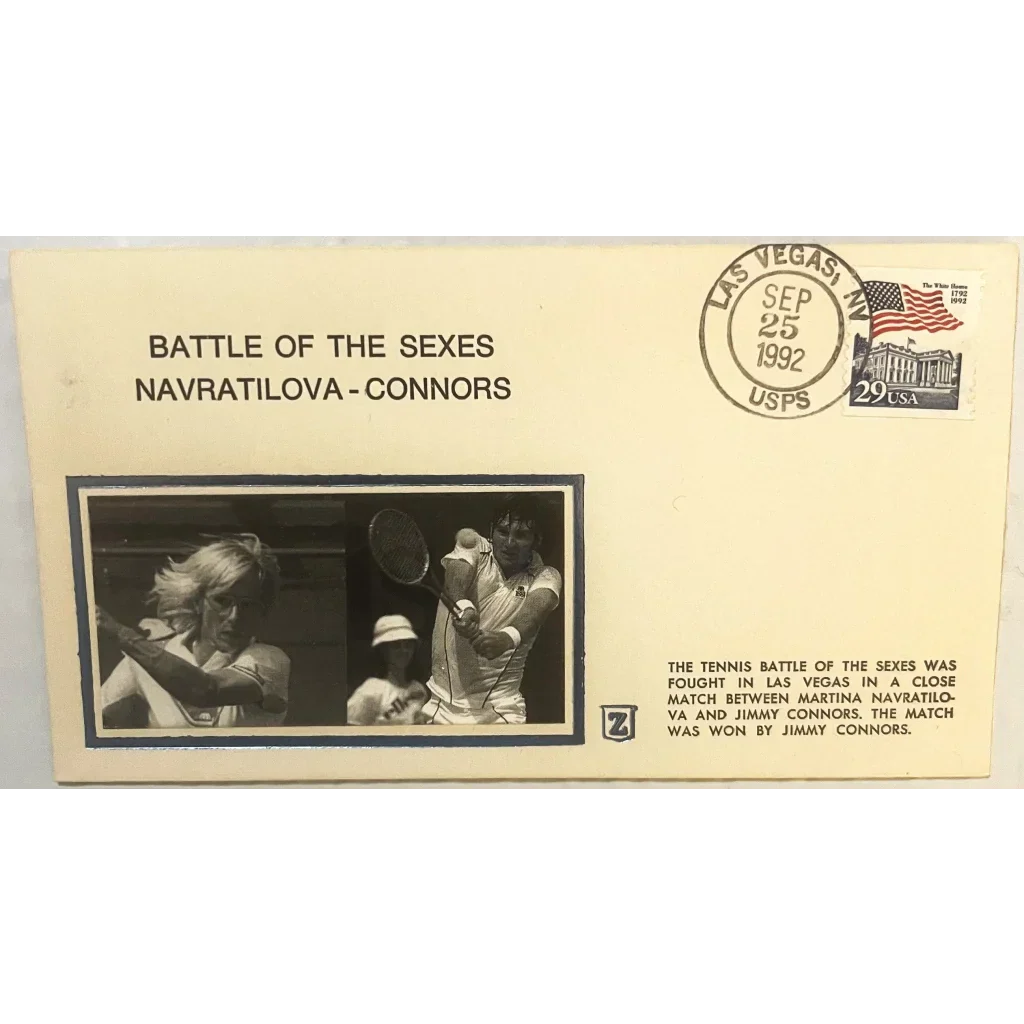 BATTLE OF THE SEXES
NAVRATILOVA - CONNORS
LAS VEGAS, NV
SEP
25
1992
USPS
The White House
1792
1992
29 USA
Z
THE TENNIS BATTLE OF THE SEXES WAS
FOUGHT IN LAS VEGAS IN A CLOSE
MATCH BETWEEN MARTINA NAVRATILO-
VA AND JIMMY CONNORS. THE MATCH
WAS WON BY JIMMY CONNORS.